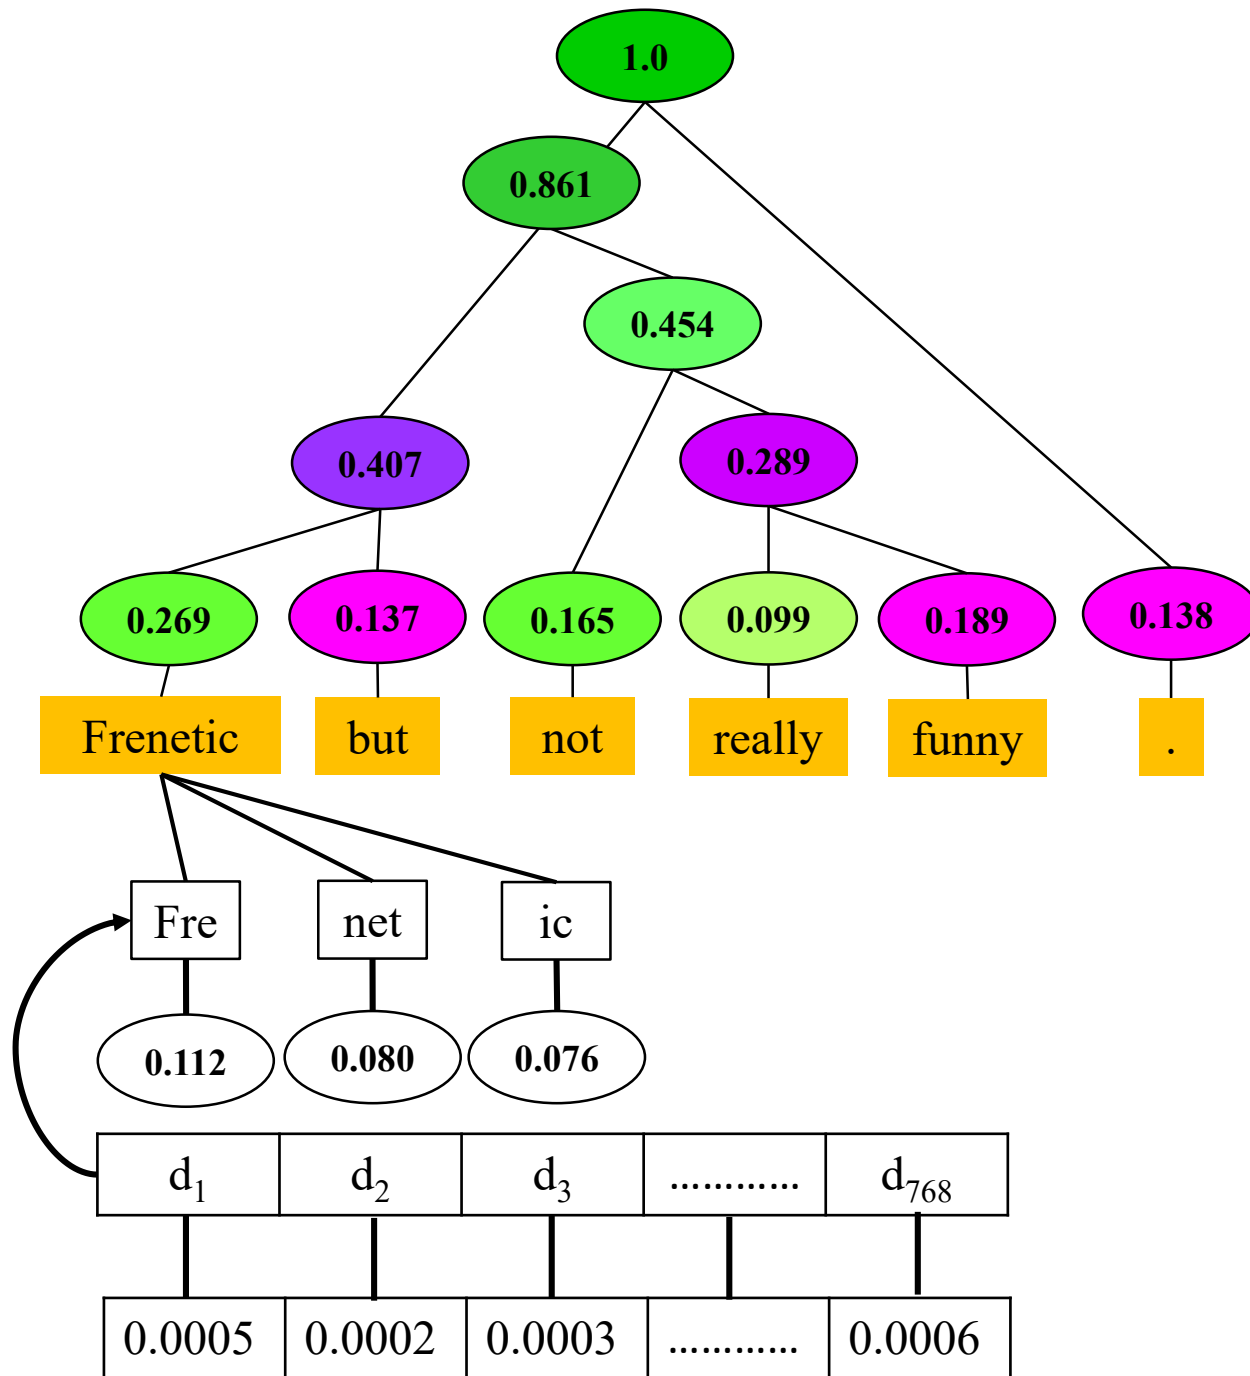 1.0
0.861
0.454
0.407
0.289
0.269 0.137 0.165 0.099 0.189 0.138
Frenetic but not really funny .
Fre net ic
0.112 0.080 0.076
d₁ d₂ d₃ ............ d₇₆₈
0.0005 0.0002 0.0003 ............ 0.0006